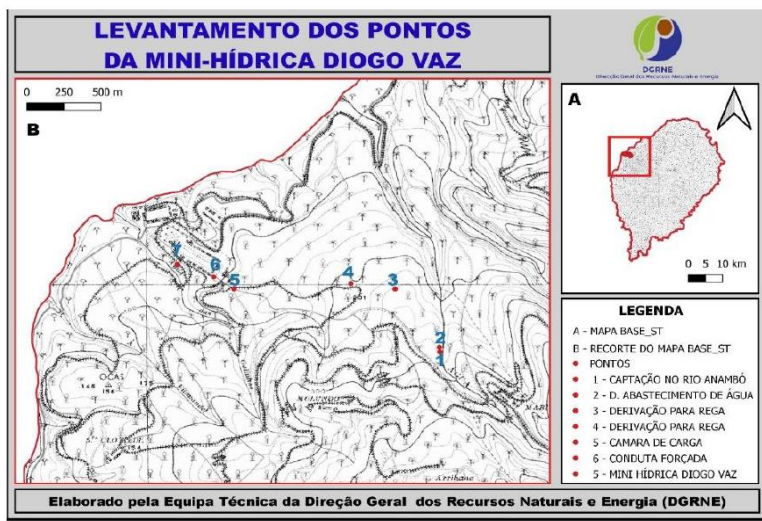 LEVANTAMENTO DOS PONTOS
DA MINI-HÍDRICA DIOGO VAZ
DGRNE
Direcção Geral dos Recursos Naturais e Energia
0 250 500 m
B
7
6
5
4
3
2
1
OCAS
A
0 5 10 km
LEGENDA
A - MAPA BASE_ST
B - RECORTE DO MAPA BASE_ST
PONTOS
1 - CAPTAÇÃO NO RIO ANAMBÓ
2 - D. ABASTECIMENTO DE ÁGUA
3 - DERIVAÇÃO PARA REGA
4 - DERIVAÇÃO PARA REGA
5 - CAMARA DE CARGA
6 - CONDUTA FORÇADA
5 - MINI HÍDRICA DIOGO VAZ
Elaborado pela Equipa Técnica da Direção Geral dos Recursos Naturais e Energia (DGRNE)